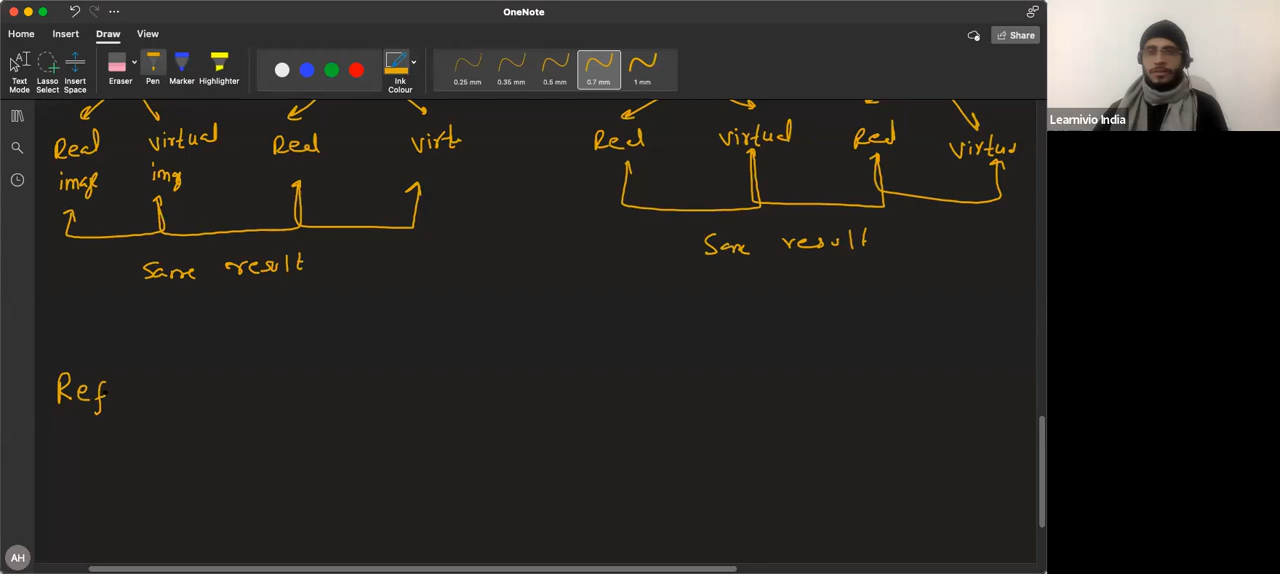 OneNote
Home Insert Draw View
Share
Text Mode
Lasso Select
Insert Space
Eraser
Pen
Marker
Highlighter
Ink Colour
0.25 mm
0.35 mm
0.5 mm
0.7 mm
1 mm
Learnivio India
Real image
virtual img
Real
virt
Real
virtual
Real
virtual
Same result
Same result
Ref
AH